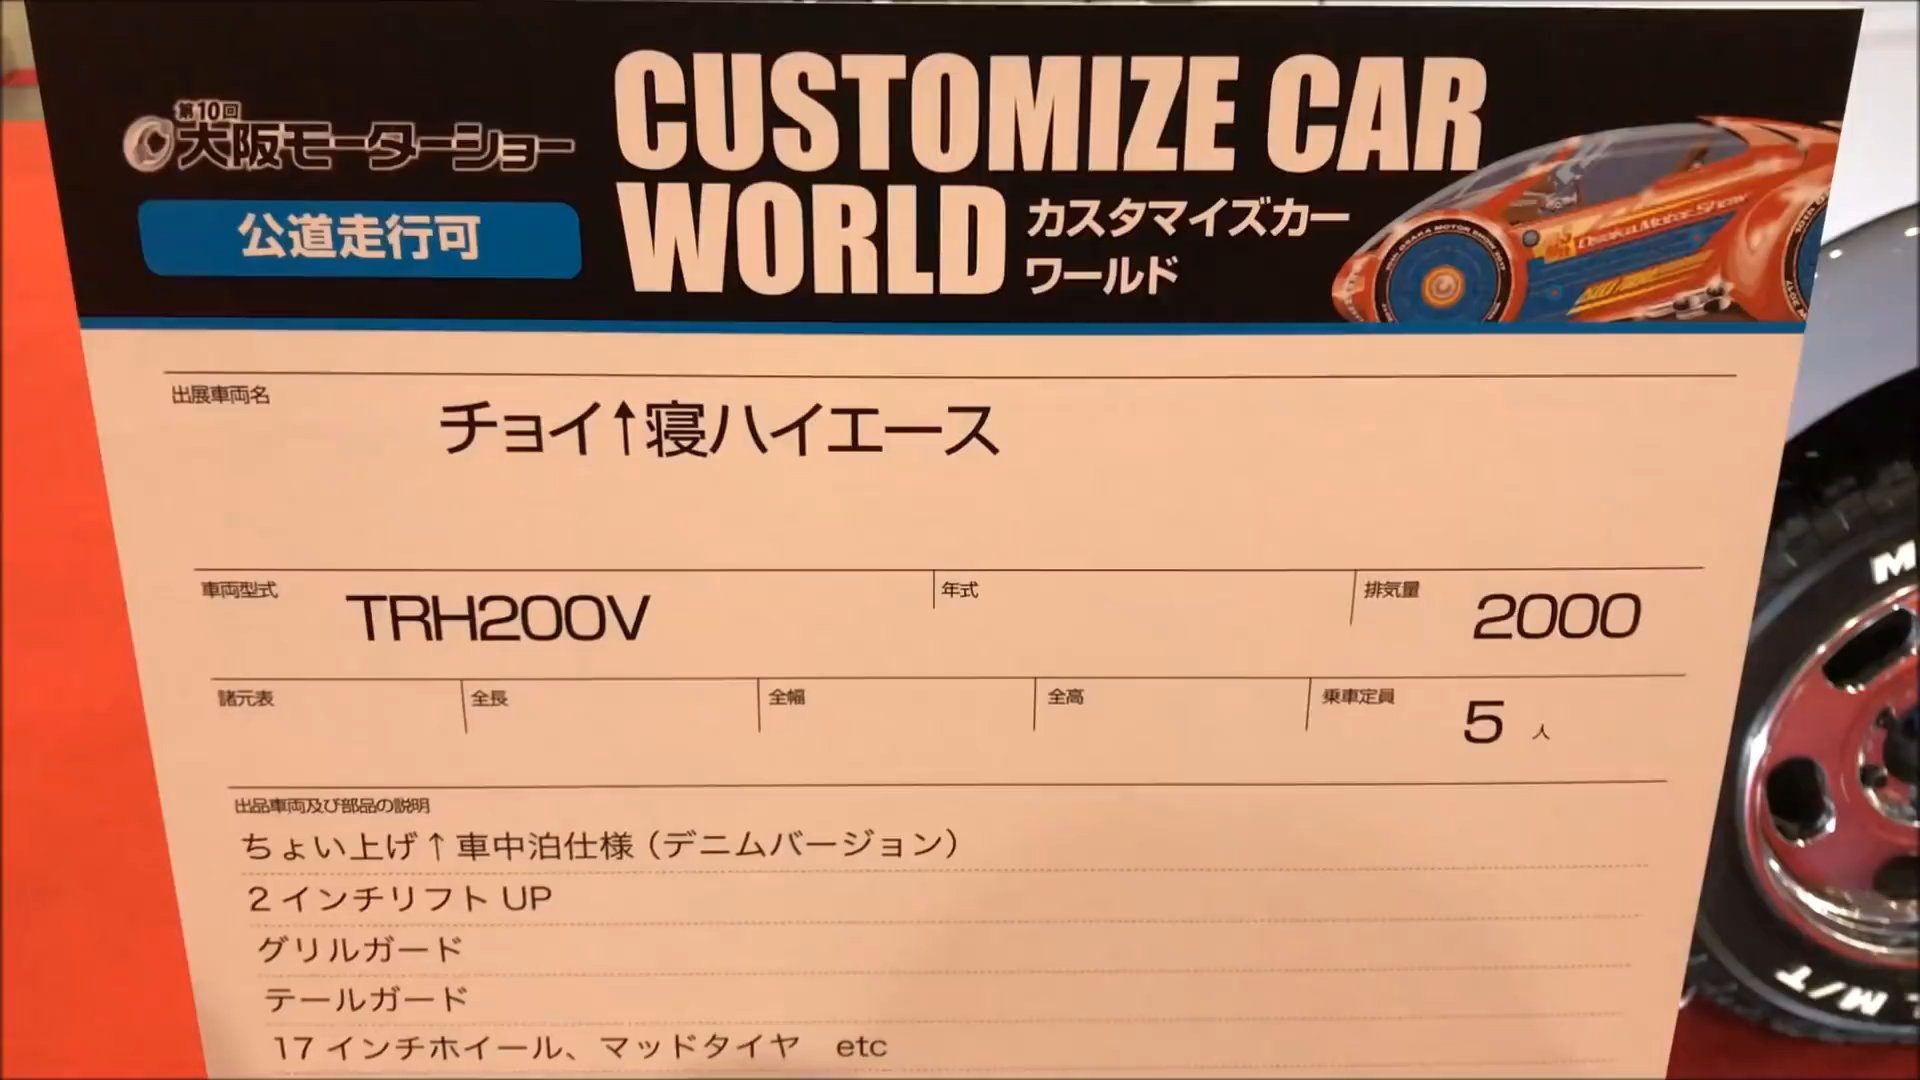 第10回
大阪モーターショー
公道走行可
CUSTOMIZE CAR
WORLD
カスタマイズカー
ワールド
Osaka Motor Show
出展車両名
チョイ↑寝ハイエース
車両型式
TRH200V
年式
排気量
2000
諸元表
全長
全幅
全高
乗車定員
5 人
出品車両及び部品の説明
ちょい上げ↑車中泊仕様（デニムバージョン）
2インチリフト UP
グリルガード
テールガード
17インチホイール、マッドタイヤ etc
M/T